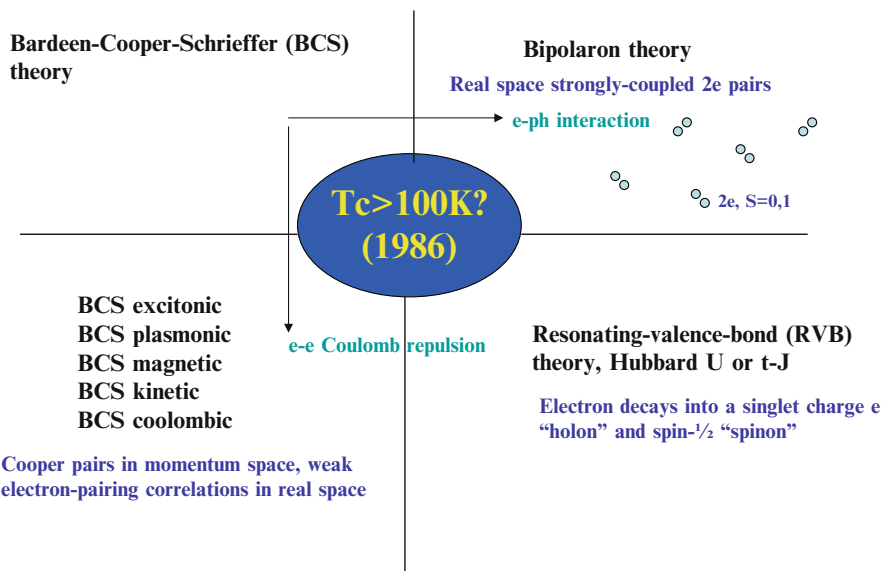 Bardeen-Cooper-Schrieffer (BCS)
theory
Bipolaron theory
Real space strongly-coupled 2e pairs
e-ph interaction
2e, S=0,1
Tc>100K?
(1986)
BCS excitonic
BCS plasmonic
BCS magnetic
BCS kinetic
BCS coolombic
e-e Coulomb repulsion
Cooper pairs in momentum space, weak
electron-pairing correlations in real space
Resonating-valence-bond (RVB)
theory, Hubbard U or t-J
Electron decays into a singlet charge e
“holon” and spin-½ “spinon”